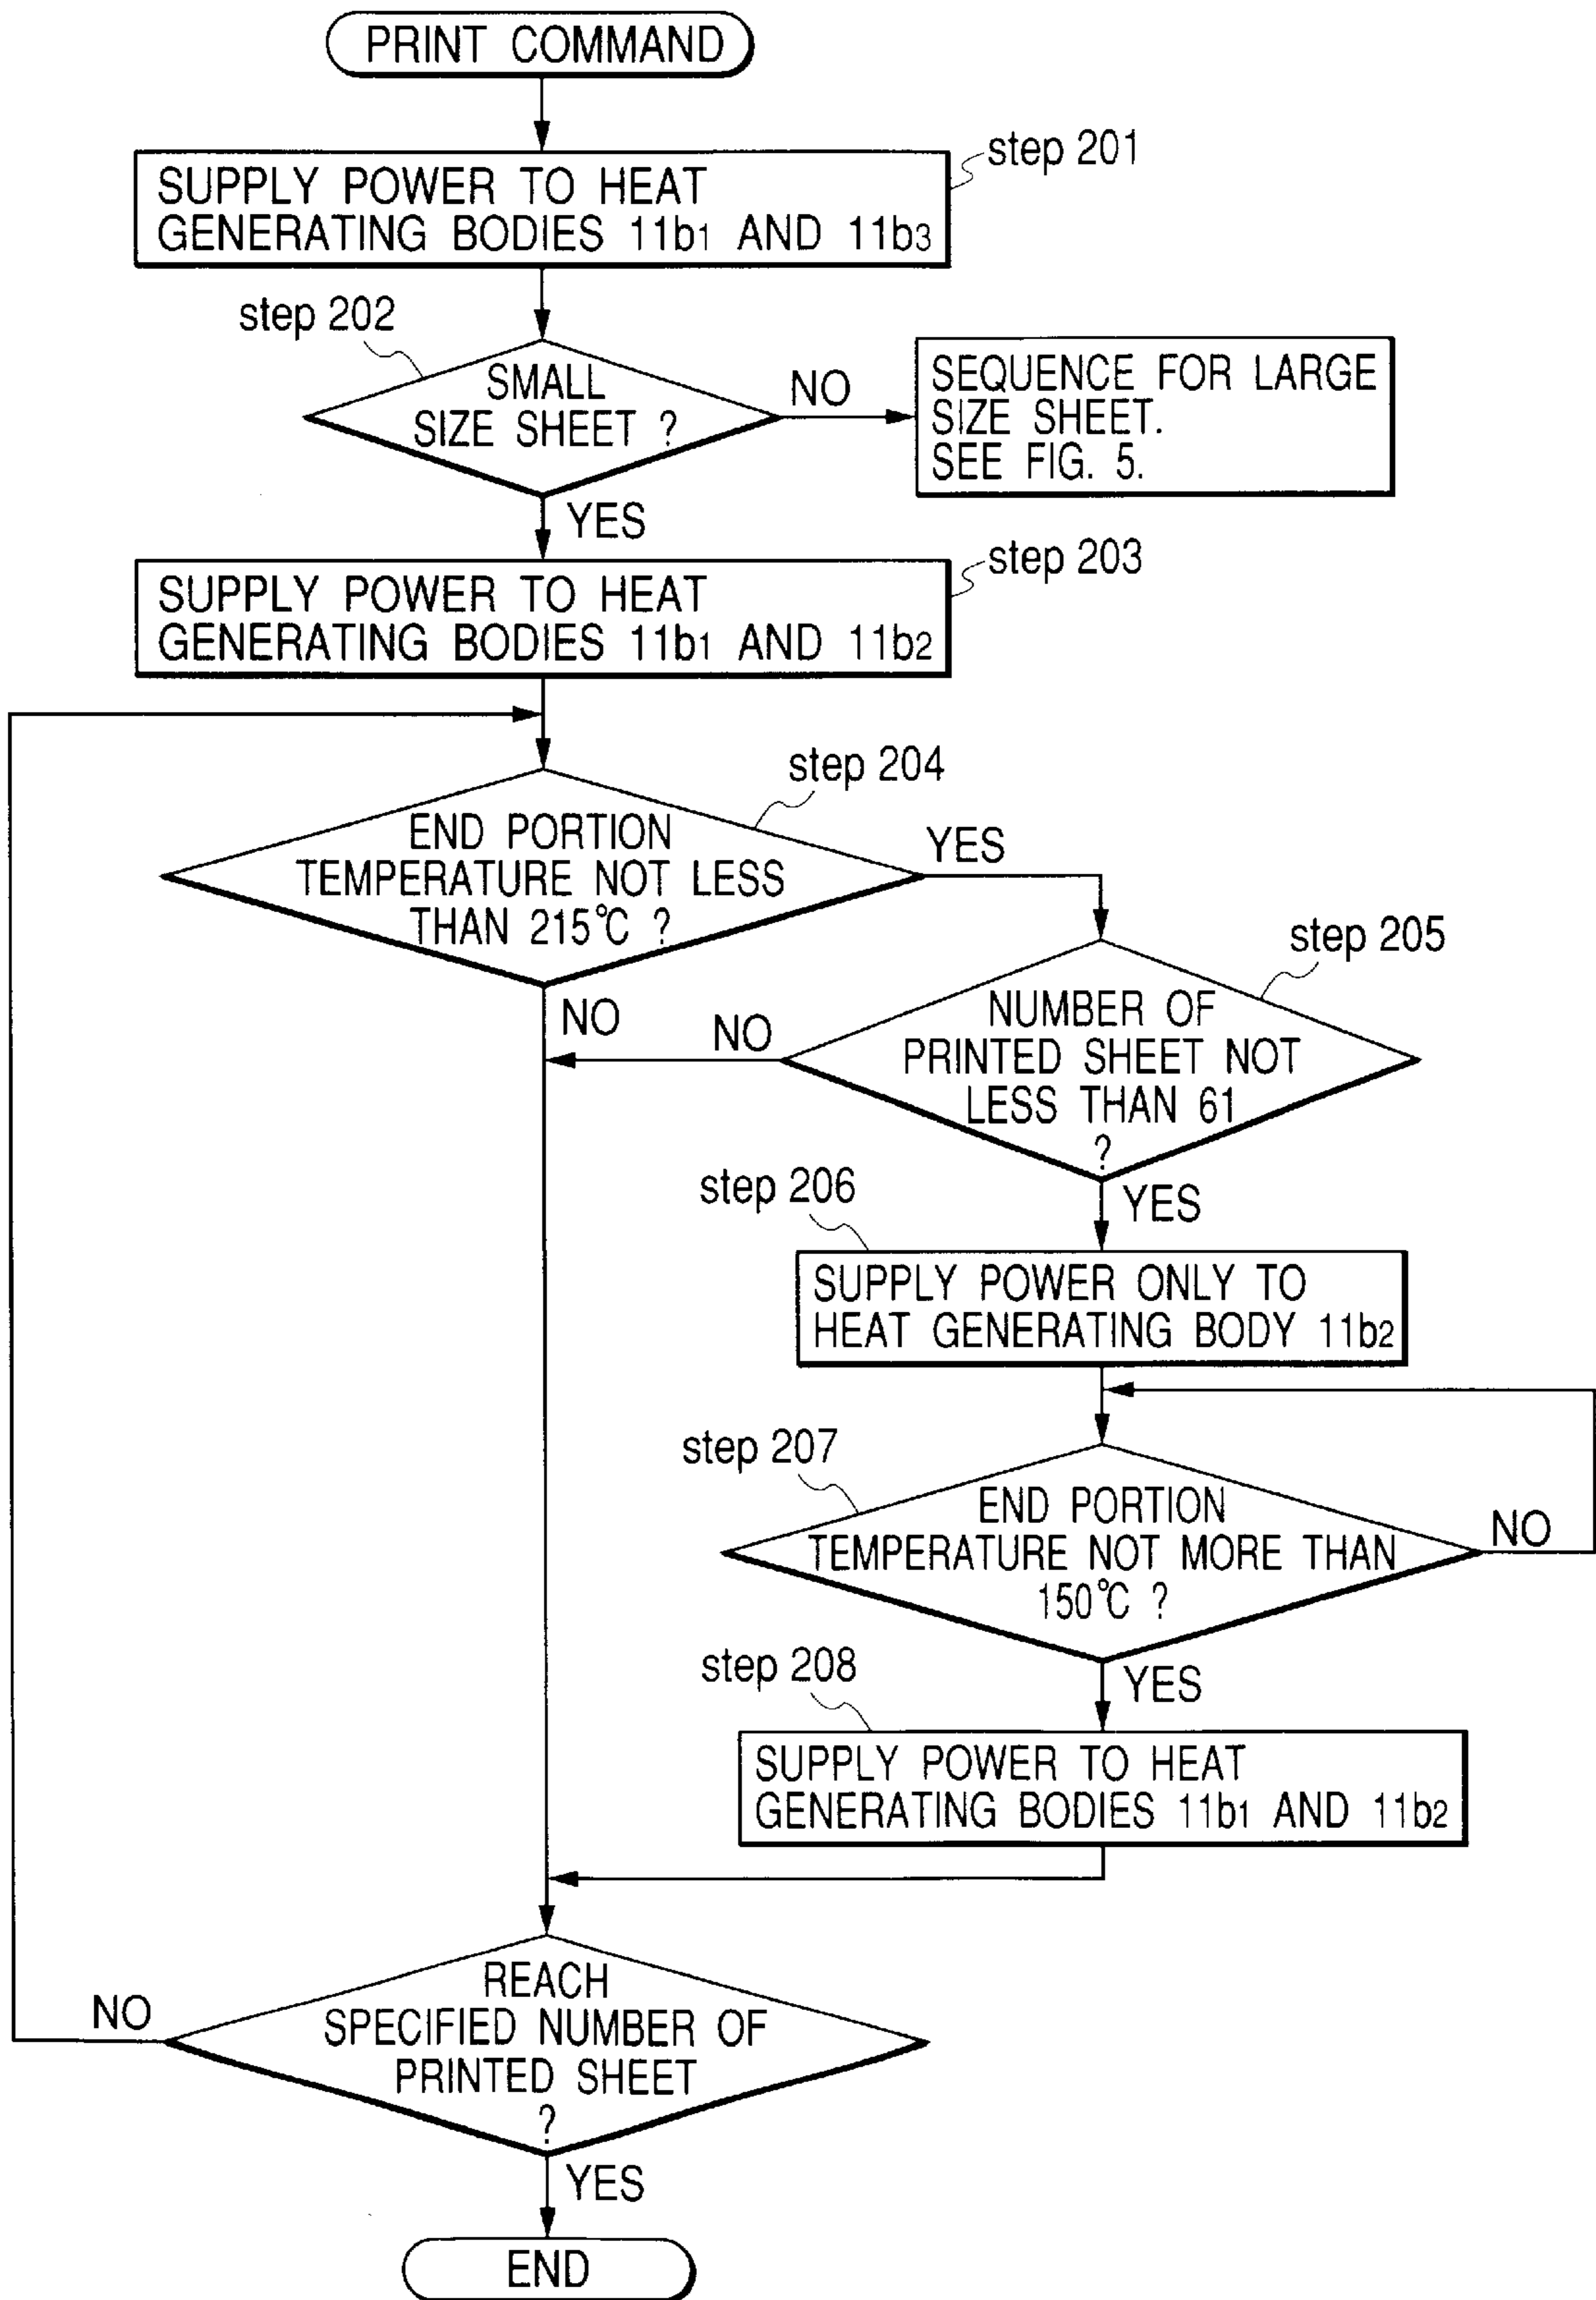 PRINT COMMAND
step 201
SUPPLY POWER TO HEAT
GENERATING BODIES 11b1 AND 11b3
step 202
SMALL
SIZE SHEET ?
NO
SEQUENCE FOR LARGE
SIZE SHEET.
SEE FIG. 5.
YES
step 203
SUPPLY POWER TO HEAT
GENERATING BODIES 11b1 AND 11b2
step 204
END PORTION
TEMPERATURE NOT LESS
THAN 215℃ ?
YES
NO
step 205
NUMBER OF
PRINTED SHEET NOT
LESS THAN 61
?
NO
YES
step 206
SUPPLY POWER ONLY TO
HEAT GENERATING BODY 11b2
step 207
END PORTION
TEMPERATURE NOT MORE THAN
150℃ ?
NO
YES
step 208
SUPPLY POWER TO HEAT
GENERATING BODIES 11b1 AND 11b2
REACH
SPECIFIED NUMBER OF
PRINTED SHEET
?
NO
YES
END